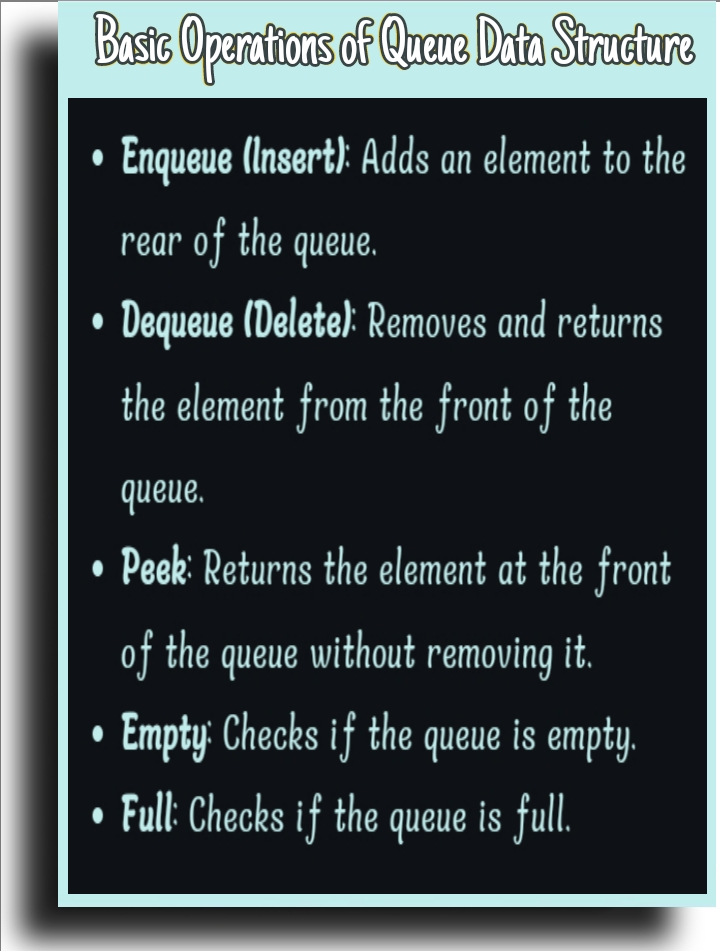 Basic Operations of Queue Data Structure
• Enqueue (Insert): Adds an element to the
rear of the queue.
• Dequeue (Delete): Removes and returns
the element from the front of the
queue.
• Peek: Returns the element at the front
of the queue without removing it.
• Empty: Checks if the queue is empty.
• Full: Checks if the queue is full.